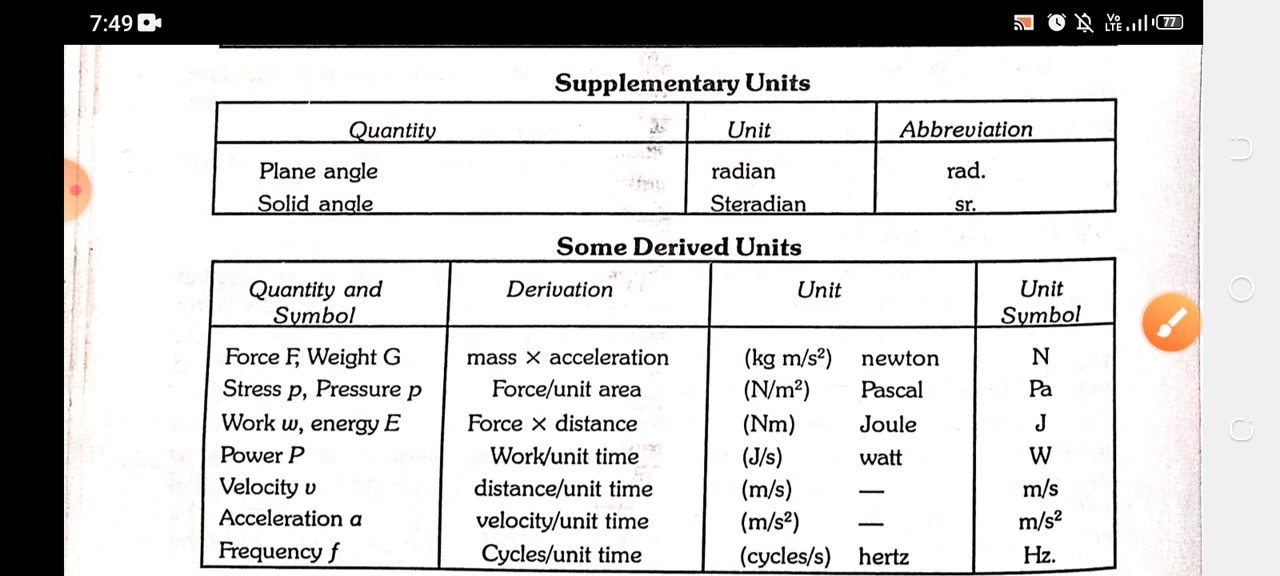 7:49
Vo LTE 77
Supplementary Units
Quantity Unit Abbreviation
Plane angle radian rad.
Solid angle Steradian sr.
Some Derived Units
Quantity and Symbol Derivation Unit Unit Symbol
Force F, Weight G mass × acceleration (kg m/s²) newton N
Stress p, Pressure p Force/unit area (N/m²) Pascal Pa
Work w, energy E Force × distance (Nm) Joule J
Power P Work/unit time (J/s) watt W
Velocity υ distance/unit time (m/s) — m/s
Acceleration a velocity/unit time (m/s²) — m/s²
Frequency f Cycles/unit time (cycles/s) hertz Hz.